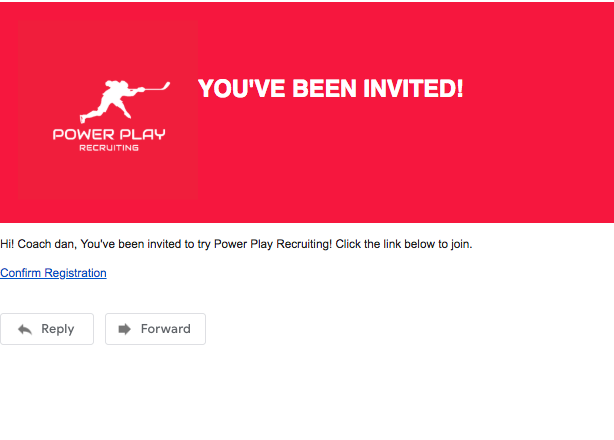 YOU'VE BEEN INVITED!
POWER PLAY
RECRUITING
Hi! Coach dan, You've been invited to try Power Play Recruiting! Click the link below to join.
Confirm Registration
Reply
Forward